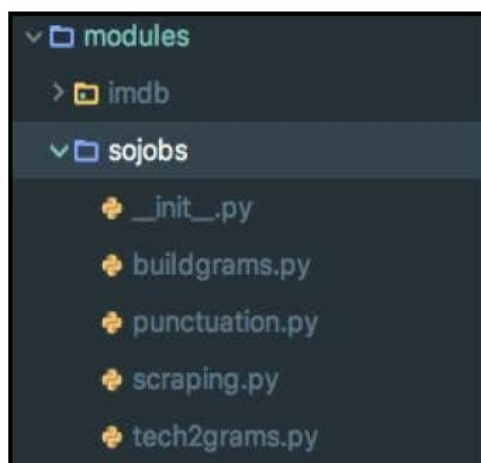 modules
imdb
sojobs
__init__.py
buildgrams.py
punctuation.py
scraping.py
tech2grams.py